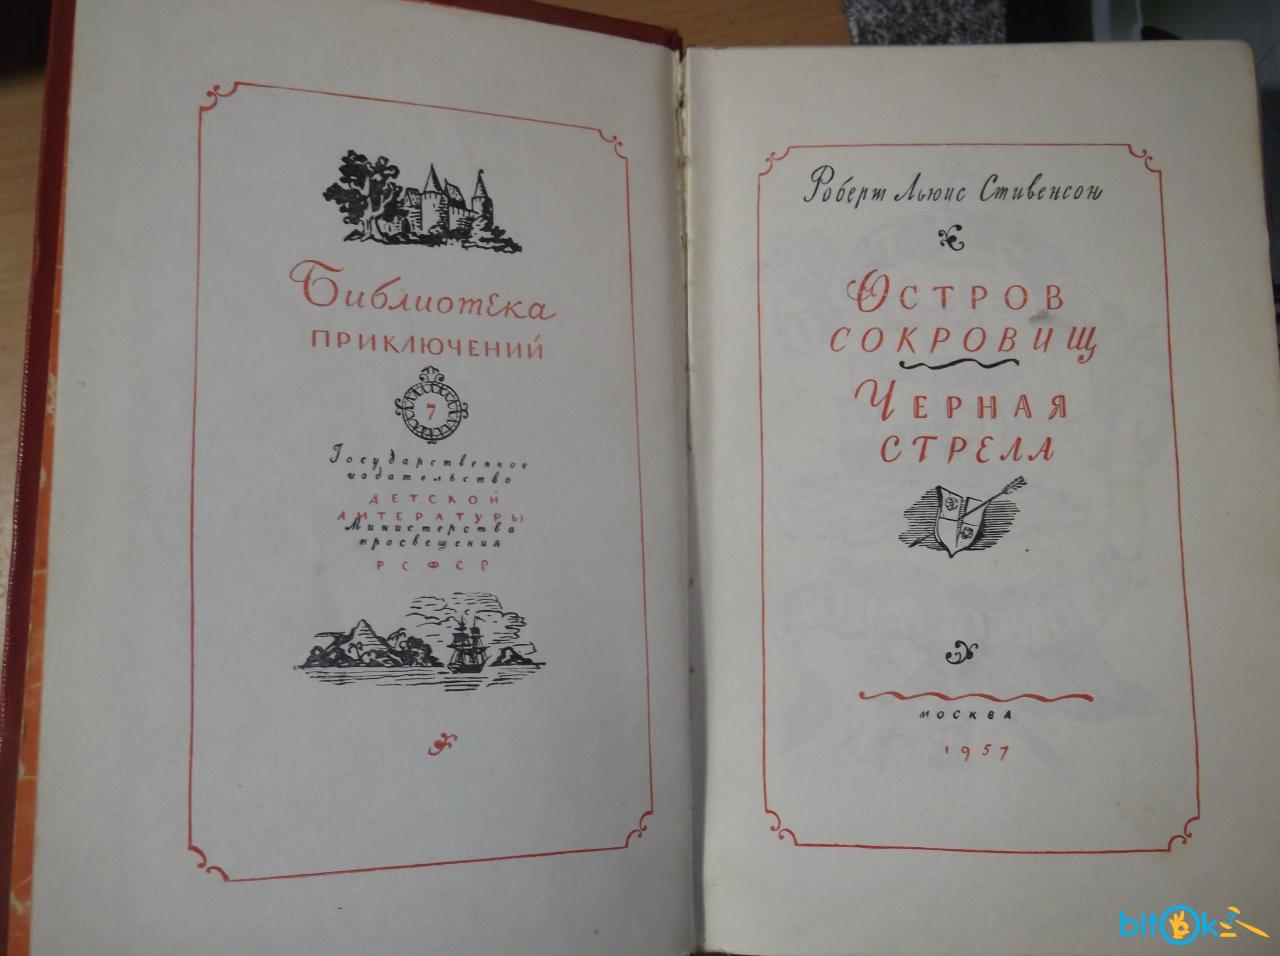 Библиотека
ПРИКЛЮЧЕНИЙ
7
Государственное
издательство
ДЕТСКОЙ
ЛИТЕРАТУРЫ
Министерства
просвещения
РСФСР
Роберт Льюис Стивенсон
ОСТРОВ
СОКРОВИЩ
ЧЕРНАЯ
СТРЕЛА
МОСКВА
1957
bitOk